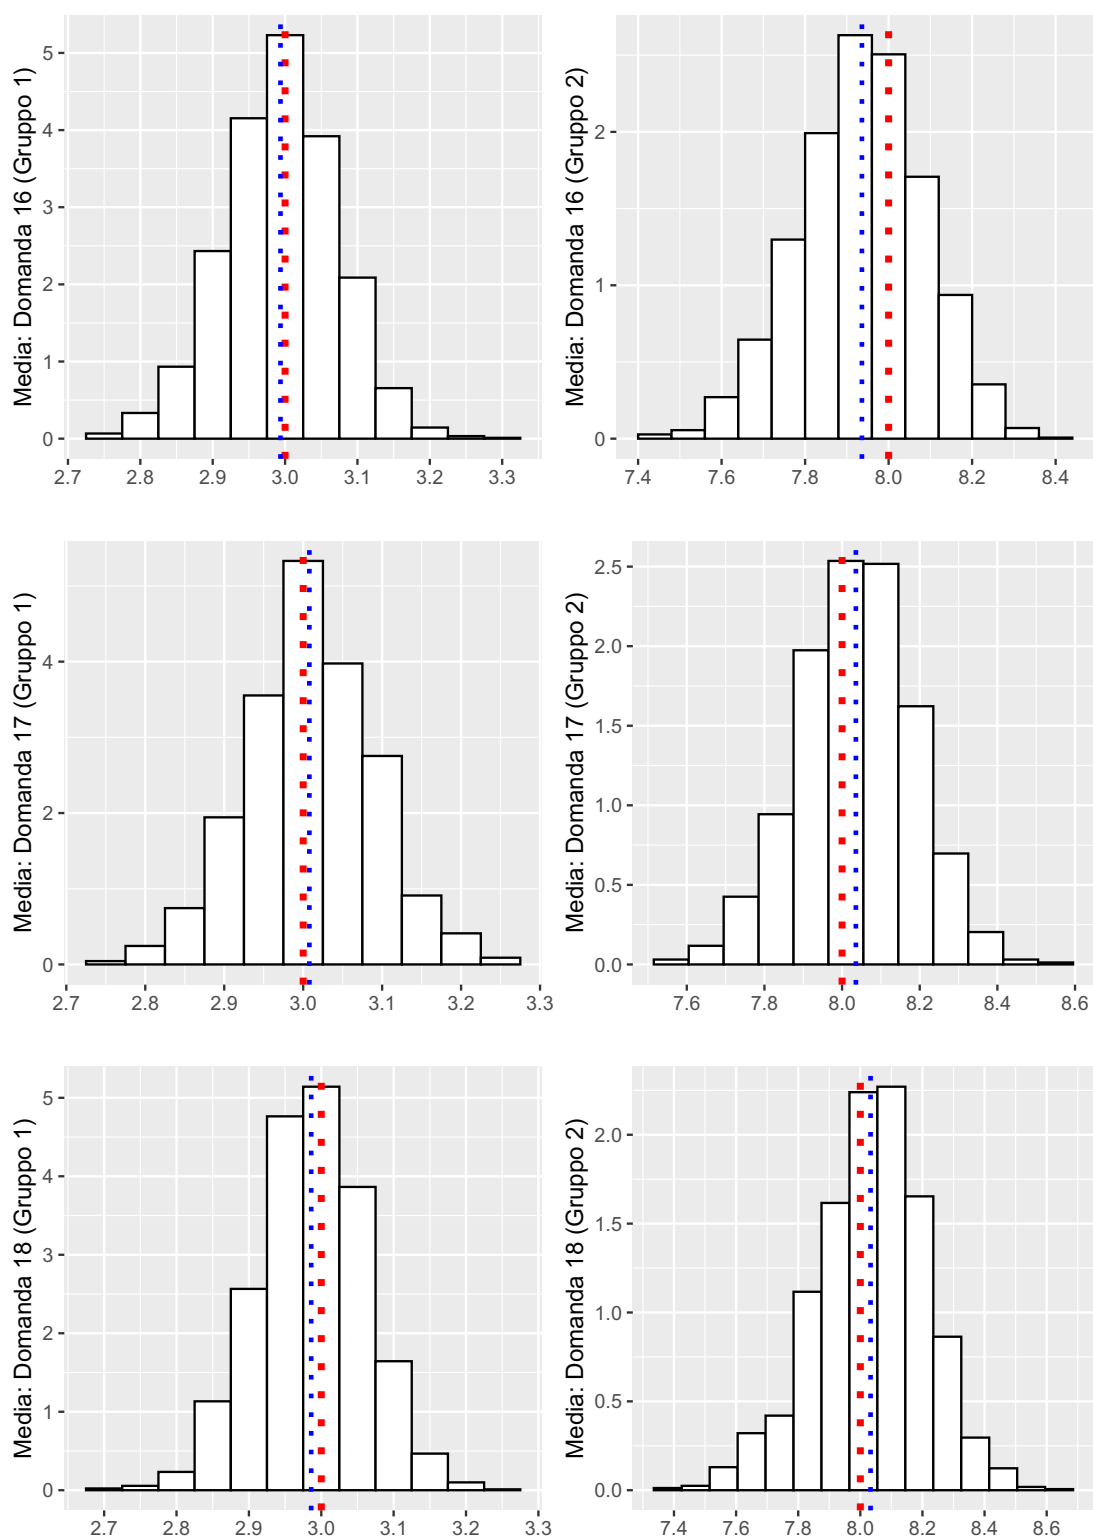 Media: Domanda 16 (Gruppo 1)
5
4
3
2
1
0
2.7 2.8 2.9 3.0 3.1 3.2 3.3
Media: Domanda 16 (Gruppo 2)
2
1
0
7.4 7.6 7.8 8.0 8.2 8.4
Media: Domanda 17 (Gruppo 1)
4
2
0
2.7 2.8 2.9 3.0 3.1 3.2 3.3
Media: Domanda 17 (Gruppo 2)
2.5
2.0
1.5
1.0
0.5
0.0
7.6 7.8 8.0 8.2 8.4 8.6
Media: Domanda 18 (Gruppo 1)
5
4
3
2
1
0
2.7 2.8 2.9 3.0 3.1 3.2 3.3
Media: Domanda 18 (Gruppo 2)
2.0
1.5
1.0
0.5
0.0
7.4 7.6 7.8 8.0 8.2 8.4 8.6